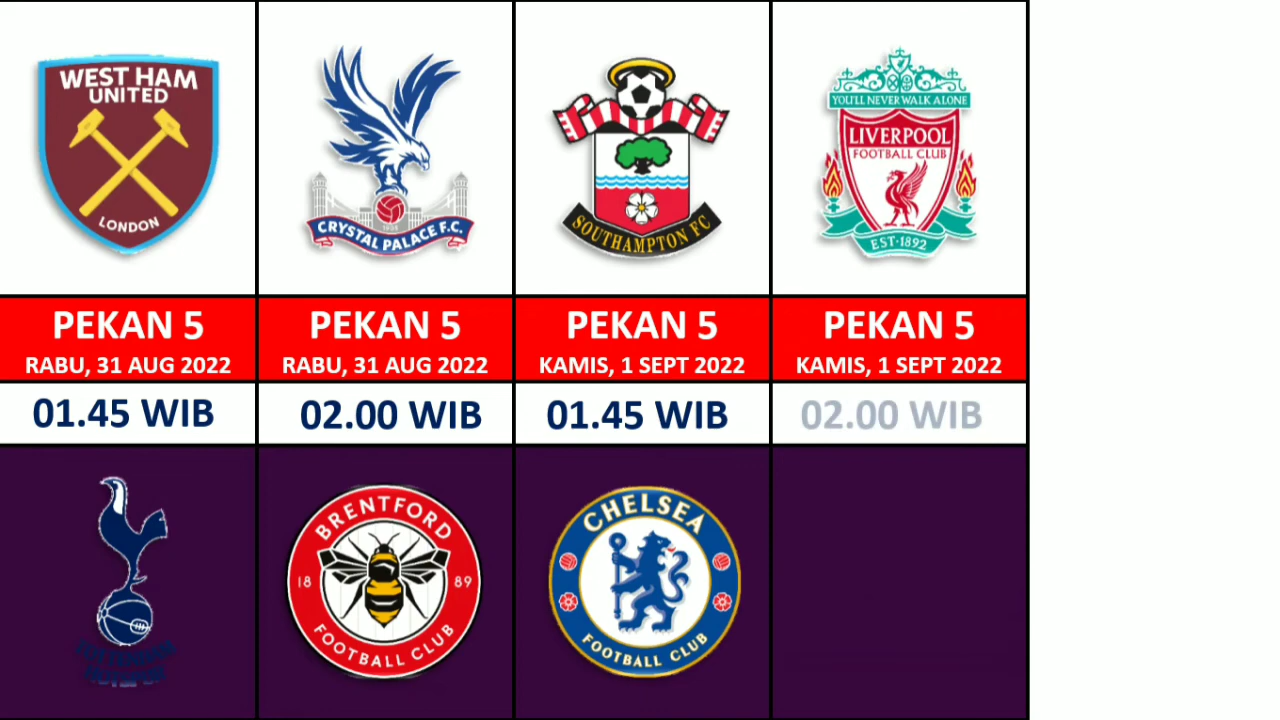 WEST HAM
UNITED
LONDON
CRYSTAL PALACE F.C.
SOUTHAMPTON FC
YOU'LL NEVER WALK ALONE
LIVERPOOL
FOOTBALL CLUB
EST·1892
PEKAN 5
RABU, 31 AUG 2022
PEKAN 5
RABU, 31 AUG 2022
PEKAN 5
KAMIS, 1 SEPT 2022
PEKAN 5
KAMIS, 1 SEPT 2022
01.45 WIB
02.00 WIB
01.45 WIB
02.00 WIB
TOTTENHAM
HOTSPUR
BRENTFORD
18 89
FOOTBALL CLUB
CHELSEA
FOOTBALL CLUB